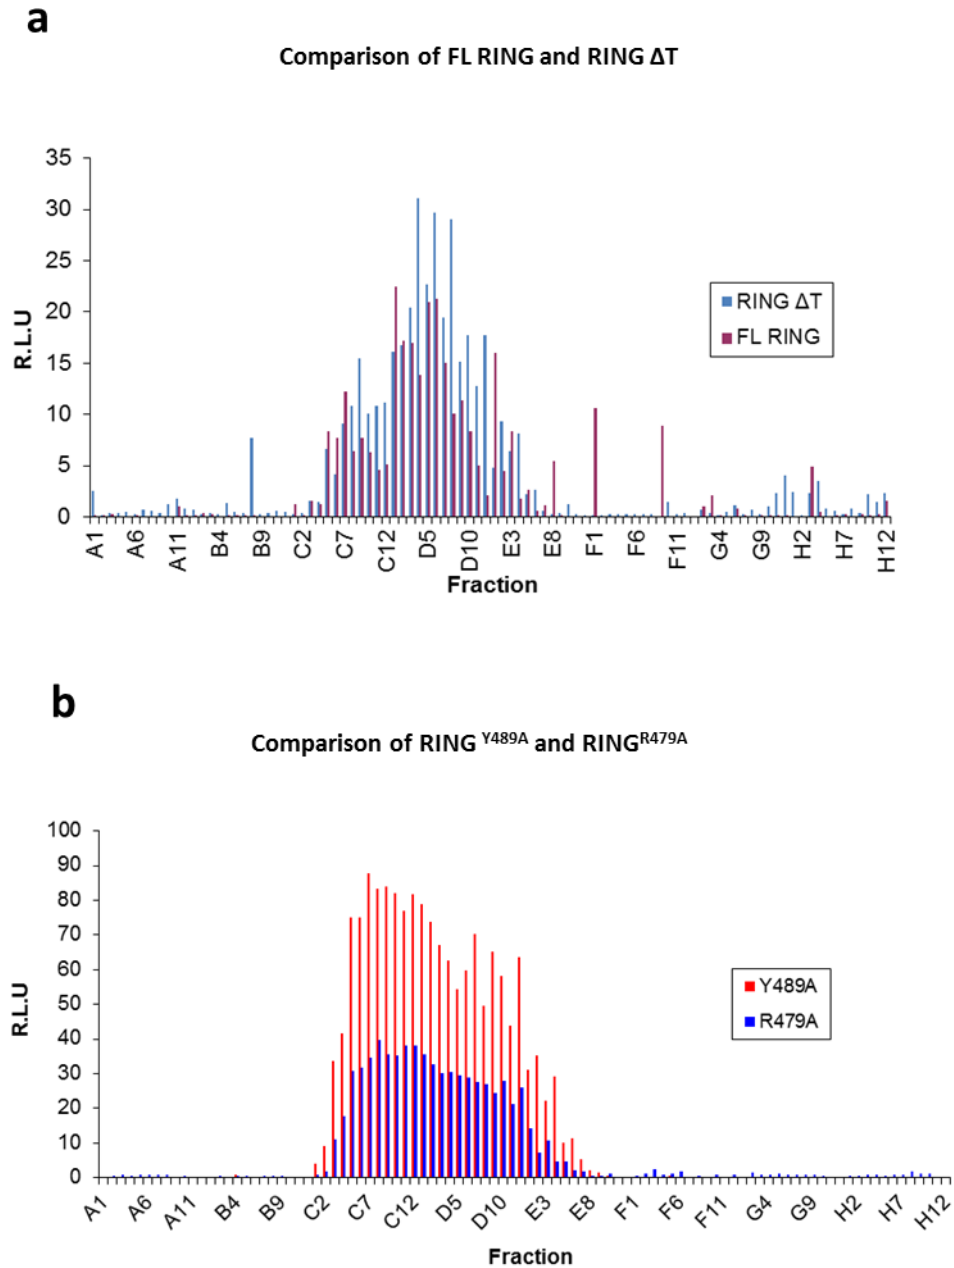 a
Comparison of FL RING and RING ΔT
35
30
25
20
15
10
5
0
R.L.U
RING ΔT
FL RING
A1 A6 A11 B4 B9 C2 C7 C12 D5 D10 E3 E8 F1 F6 F11 G4 G9 H2 H7 H12
Fraction
b
Comparison of RING Y489A and RINGR479A
100
90
80
70
60
50
40
30
20
10
0
R.L.U
Y489A
R479A
A1 A6 A11 B4 B9 C2 C7 C12 D5 D10 E3 E8 F1 F6 F11 G4 G9 H2 H7 H12
Fraction